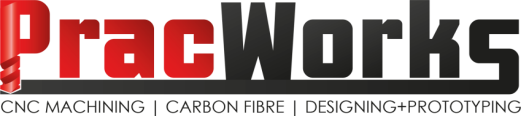 PracWorks
CNC MACHINING | CARBON FIBRE | DESIGNING+PROTOTYPING